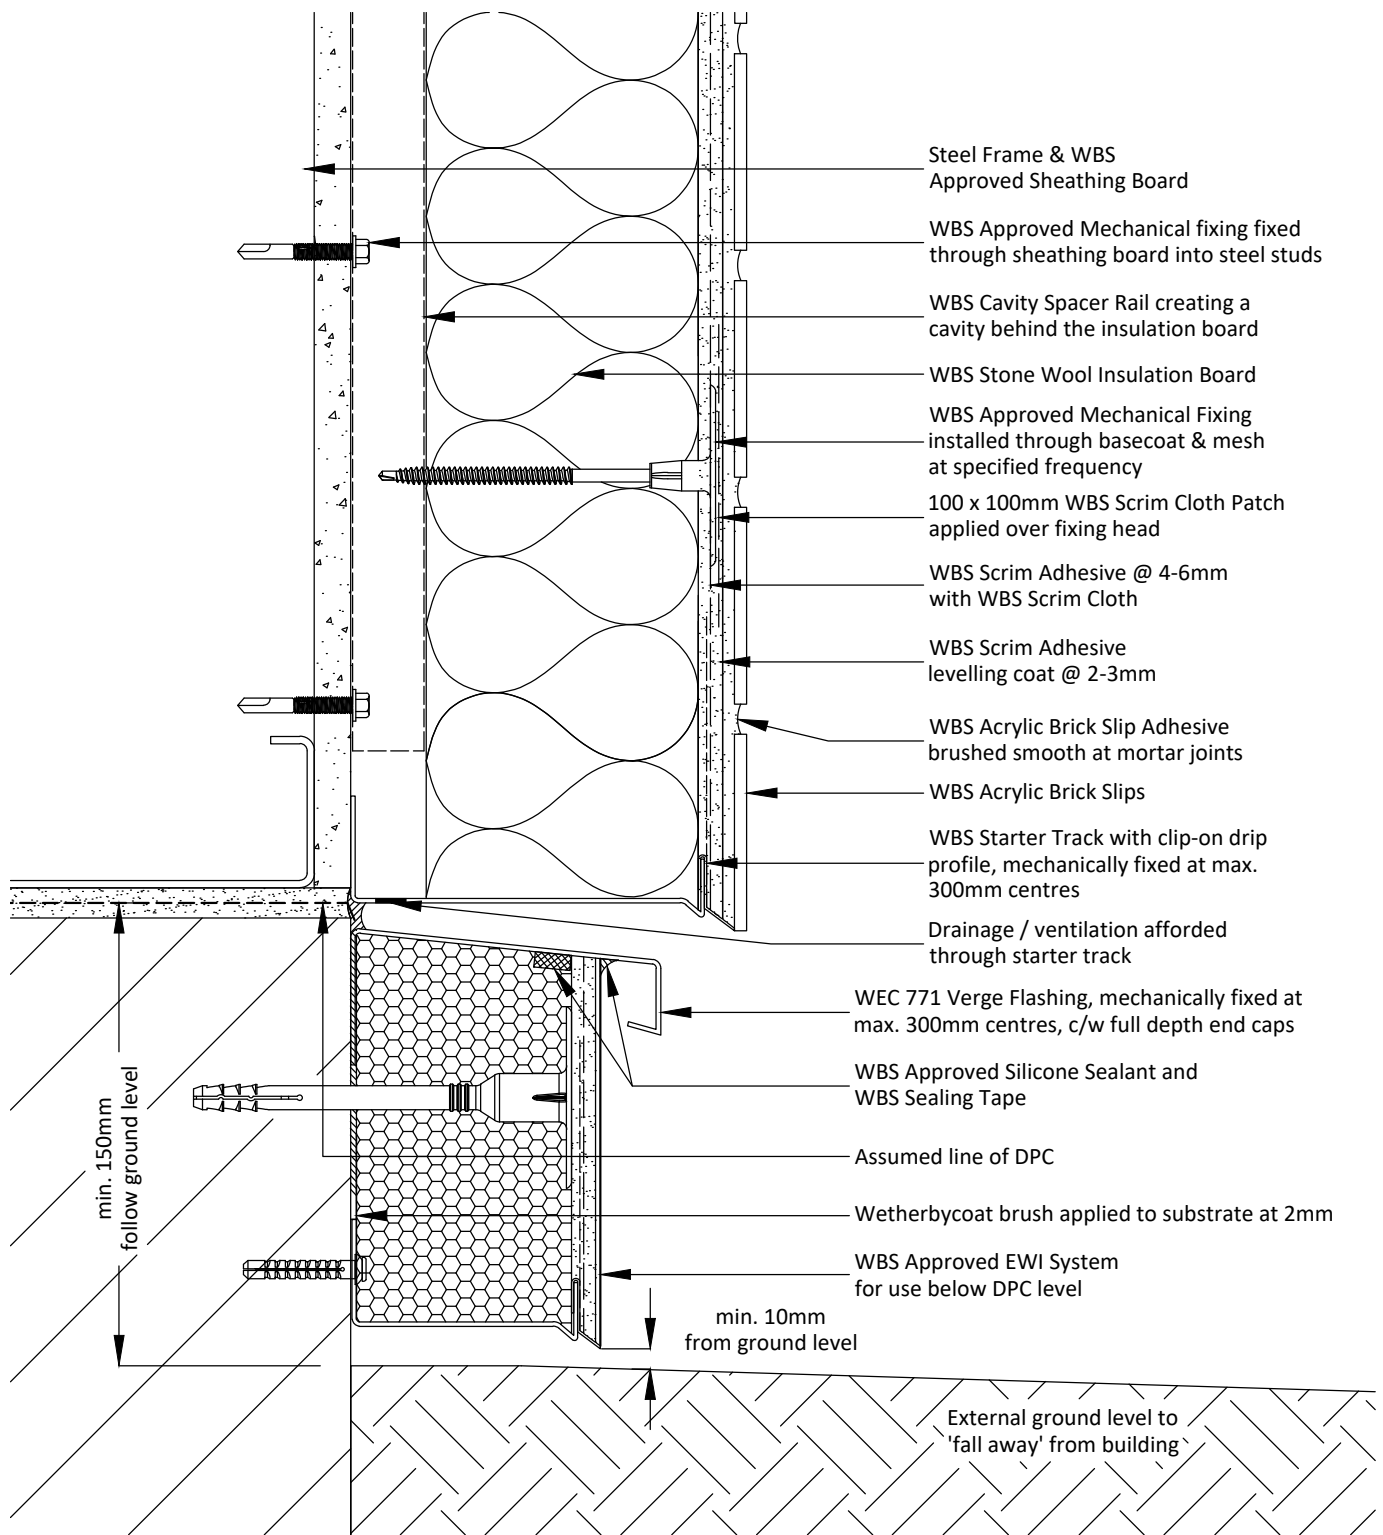 Steel Frame & WBS
Approved Sheathing Board
WBS Approved Mechanical fixing fixed
through sheathing board into steel studs
WBS Cavity Spacer Rail creating a
cavity behind the insulation board
WBS Stone Wool Insulation Board
WBS Approved Mechanical Fixing
installed through basecoat & mesh
at specified frequency
100 x 100mm WBS Scrim Cloth Patch
applied over fixing head
WBS Scrim Adhesive @ 4-6mm
with WBS Scrim Cloth
WBS Scrim Adhesive
levelling coat @ 2-3mm
WBS Acrylic Brick Slip Adhesive
brushed smooth at mortar joints
WBS Acrylic Brick Slips
WBS Starter Track with clip-on drip
profile, mechanically fixed at max.
300mm centres
Drainage / ventilation afforded
through starter track
WEC 771 Verge Flashing, mechanically fixed at
max. 300mm centres, c/w full depth end caps
WBS Approved Silicone Sealant and
WBS Sealing Tape
Assumed line of DPC
Wetherbycoat brush applied to substrate at 2mm
WBS Approved EWI System
for use below DPC level
min. 150mm
follow ground level
min. 10mm
from ground level
External ground level to
'fall away' from building